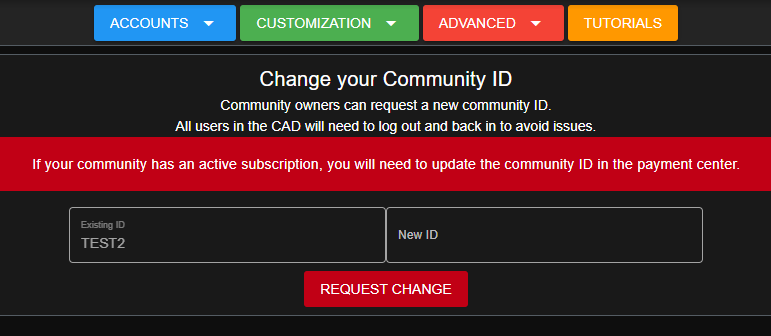 ACCOUNTS CUSTOMIZATION ADVANCED TUTORIALS
Change your Community ID
Community owners can request a new community ID.
All users in the CAD will need to log out and back in to avoid issues.
If your community has an active subscription, you will need to update the community ID in the payment center.
Existing ID
TEST2
New ID
REQUEST CHANGE